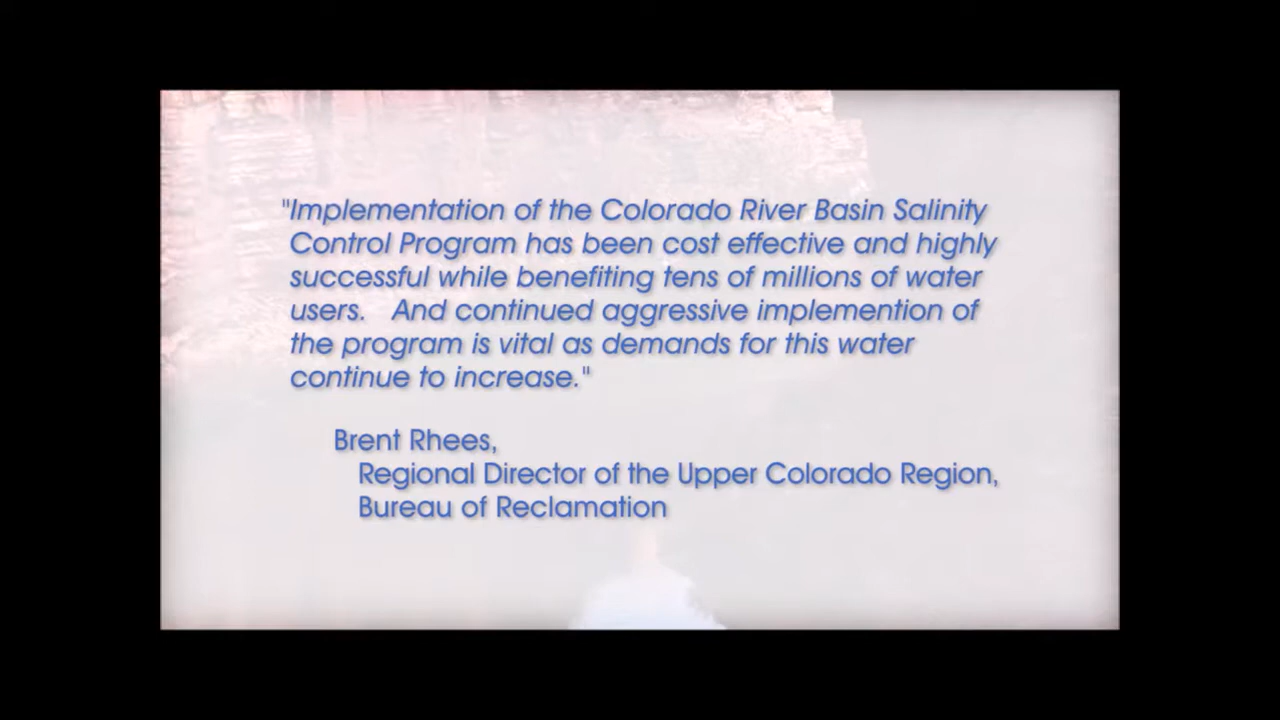 "Implementation of the Colorado River Basin Salinity
Control Program has been cost effective and highly
successful while benefiting tens of millions of water
users.   And continued aggressive implemention of
the program is vital as demands for this water
continue to increase."
Brent Rhees,
Regional Director of the Upper Colorado Region,
Bureau of Reclamation